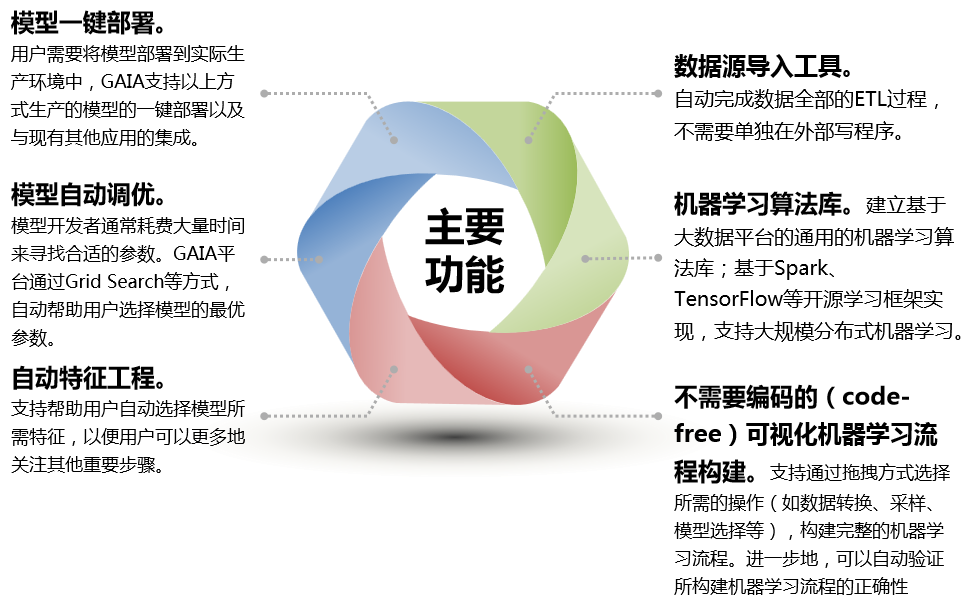 模型一键部署。
用户需要将模型部署到实际生
产环境中，GAIA支持以上方
式生产的模型的一键部署以及
与现有其他应用的集成。
模型自动调优。
模型开发者通常耗费大量时间
来寻找合适的参数。GAIA平
台通过Grid Search等方式，
自动帮助用户选择模型的最优
参数。
自动特征工程。
支持帮助用户自动选择模型所
需特征，以便用户可以更多地
关注其他重要步骤。
主要
功能
数据源导入工具。
自动完成数据全部的ETL过程，
不需要单独在外部写程序。
机器学习算法库。建立基于
大数据平台的通用的机器学习算
法库；基于Spark、
TensorFlow等开源学习框架实
现，支持大规模分布式机器学习。
不需要编码的（code-
free）可视化机器学习流
程构建。支持通过拖拽方式选择
所需的操作（如数据转换、采样、
模型选择等），构建完整的机器学
习流程。进一步地，可以自动验证
所构建机器学习流程的正确性